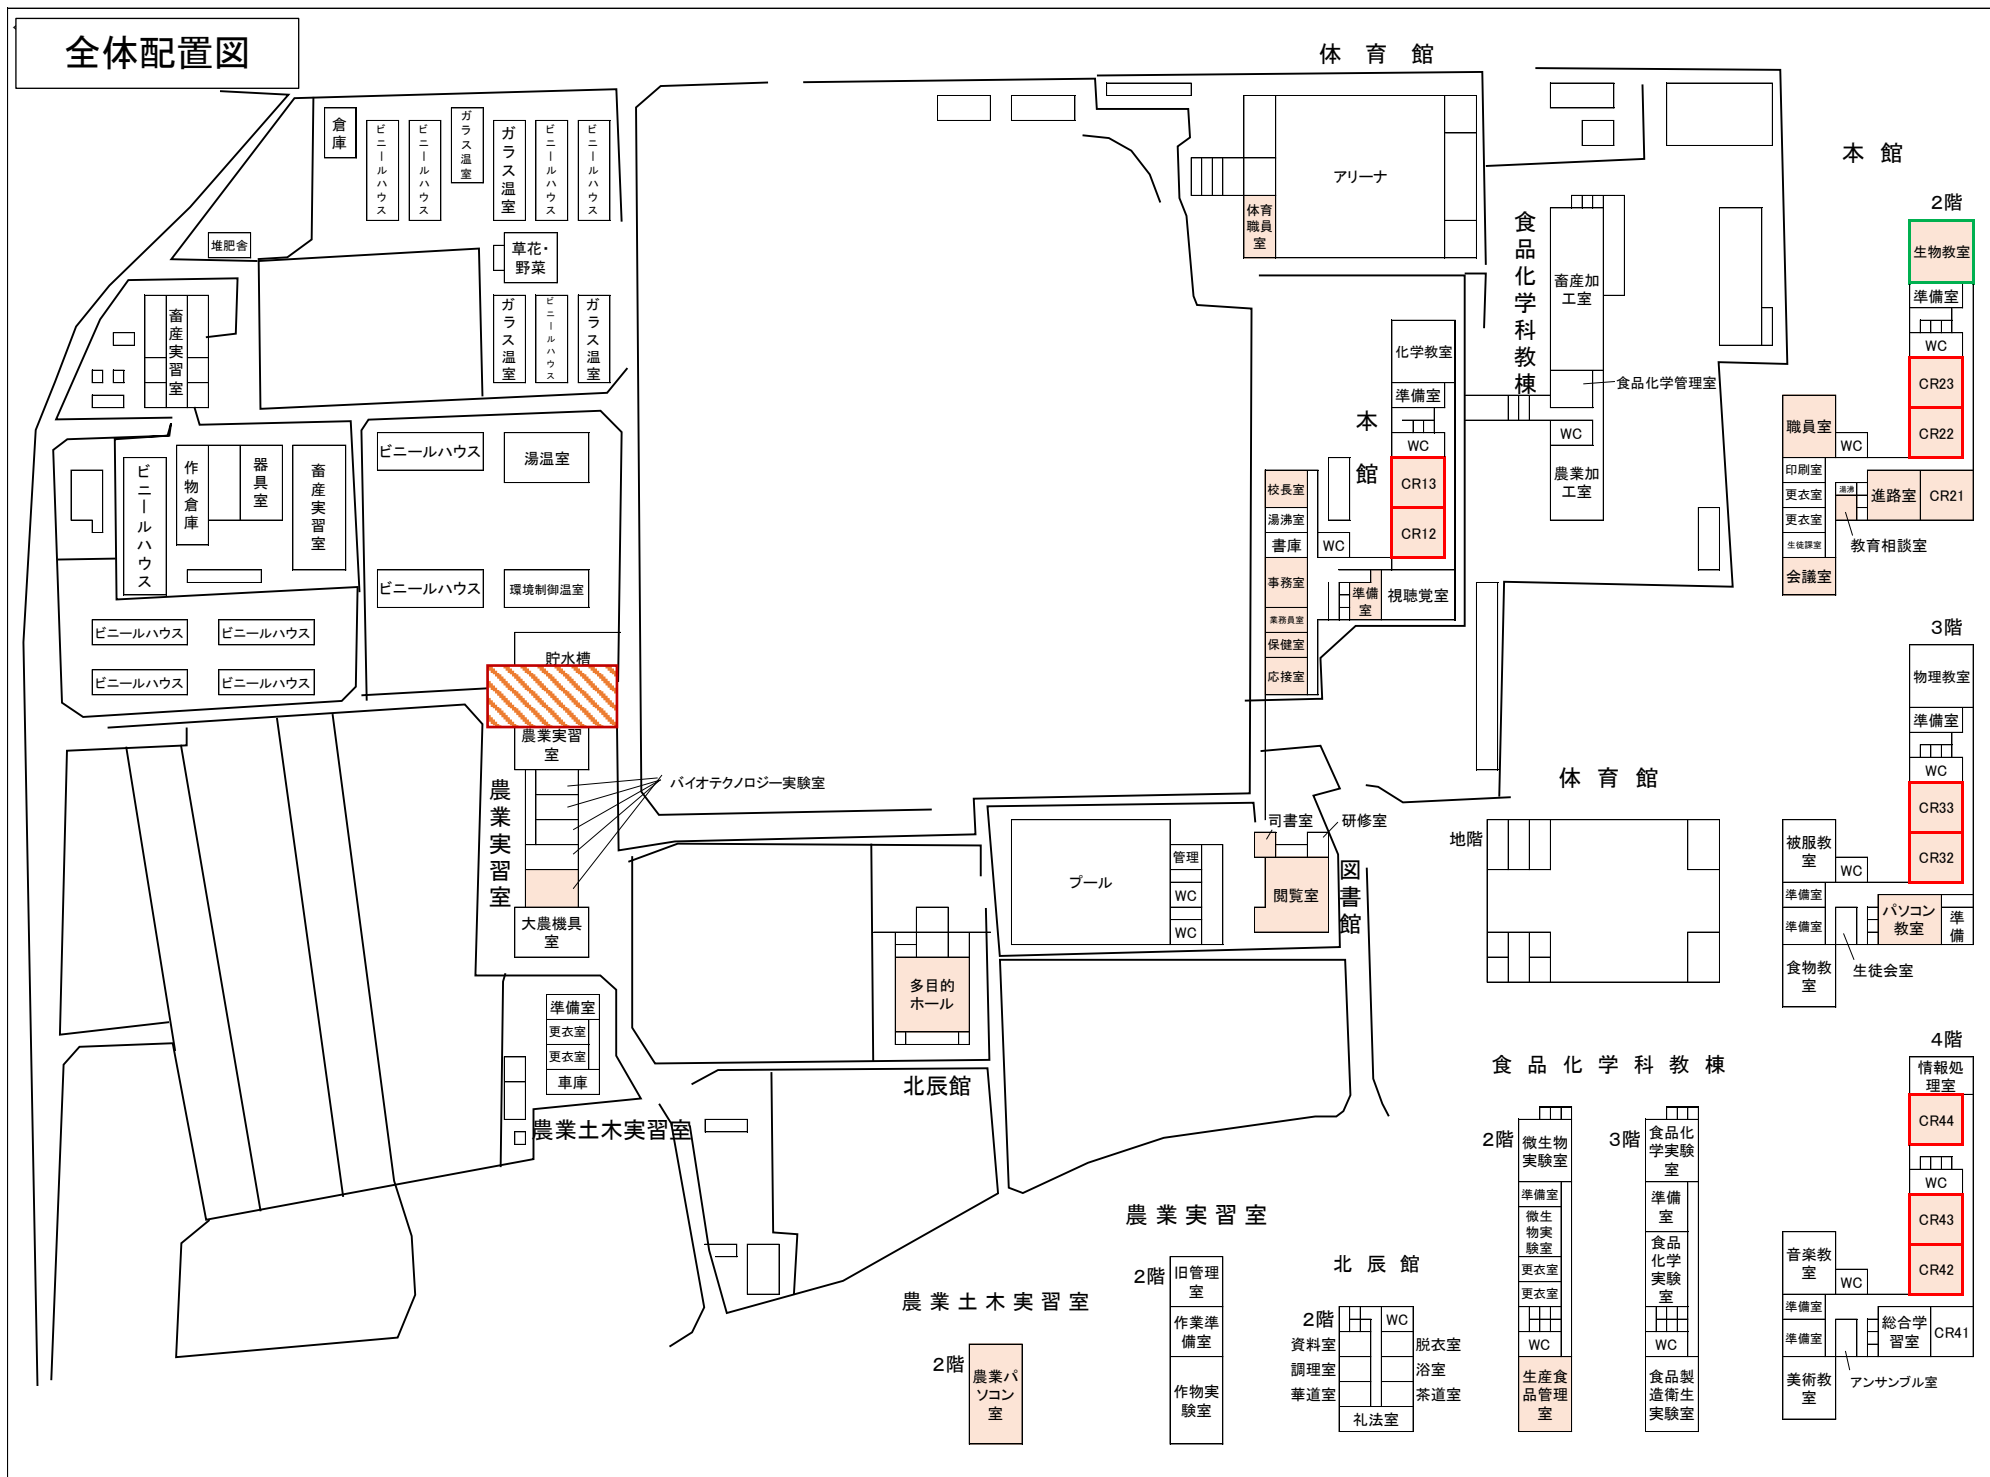 全体配置図
体育館
倉庫
ビニールハウス
ビニールハウス
ガラス温室
ガラス温室
ビニールハウス
ビニールハウス
堆肥舎
草花・
野菜
ガラス温室
ビニールハウス
ガラス温室
畜産実習室
ビニールハウス
作物倉庫
器具室
畜産実習室
ビニールハウス
湯温室
ビニールハウス
環境制御温室
ビニールハウス
ビニールハウス
ビニールハウス
ビニールハウス
貯水槽
農業実習
室
バイオテクノロジー実験室
農業実習室
大農機具
室
準備室
更衣室
更衣室
車庫
農業土木実習室
アリーナ
体育
職員
室
食品化学科教棟
畜産加
工室
食品化学管理室
WC
農業加
工室
本館
化学教室
準備室
WC
CR13
CR12
校長室
湯沸室
書庫
WC
事務室
業務員室
保健室
応接室
準備
室
視聴覚室
プール
管理
WC
WC
司書室
研修室
閲覧室
図書館
多目的
ホール
北辰館
本館
2階
生物教室
準備室
WC
CR23
CR22
職員室
WC
印刷室
更衣室
更衣室
生徒課室
会議室
湯沸
進路室
CR21
教育相談室
3階
物理教室
準備室
WC
CR33
CR32
被服教
室
WC
準備室
準備室
食物教
室
パソコン
教室
準
備
生徒会室
体育館
地階
4階
情報処
理室
CR44
WC
CR43
CR42
音楽教
室
WC
準備室
準備室
美術教
室
総合学
習室
CR41
アンサンブル室
食品化学科教棟
2階
微生物
実験室
準備室
微生
物実
験室
更衣室
更衣室
WC
生産食
品管理
室
3階
食品化
学実験
室
準備
室
食品
化学
実験
室
WC
食品製
造衛生
実験室
農業実習室
2階
旧管理
室
作業準
備室
作物実
験室
北辰館
2階
WC
資料室
脱衣室
調理室
浴室
華道室
茶道室
礼法室
農業土木実習室
2階
農業パ
ソコン
室